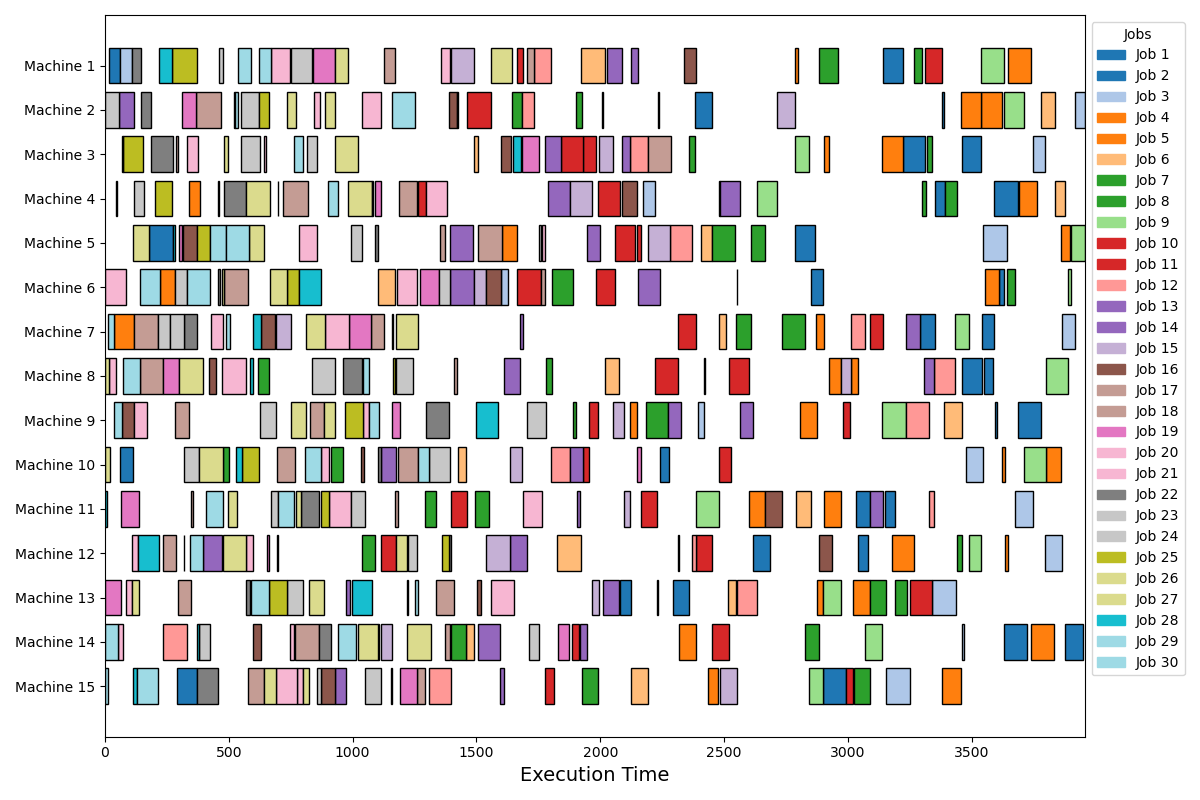 Machine 1
Machine 2
Machine 3
Machine 4
Machine 5
Machine 6
Machine 7
Machine 8
Machine 9
Machine 10
Machine 11
Machine 12
Machine 13
Machine 14
Machine 15
0 500 1000 1500 2000 2500 3000 3500
Execution Time
Jobs
Job 1
Job 2
Job 3
Job 4
Job 5
Job 6
Job 7
Job 8
Job 9
Job 10
Job 11
Job 12
Job 13
Job 14
Job 15
Job 16
Job 17
Job 18
Job 19
Job 20
Job 21
Job 22
Job 23
Job 24
Job 25
Job 26
Job 27
Job 28
Job 29
Job 30